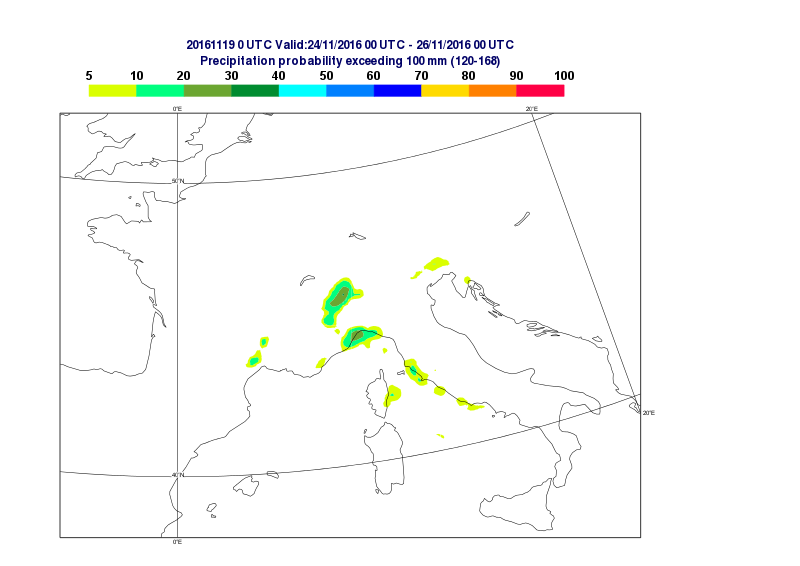 20161119 0 UTC Valid:24/11/2016 00 UTC - 26/11/2016 00 UTC
Precipitation probability exceeding 100 mm (120-168)
5 10 20 30 40 50 60 70 80 90 100
0°E 20°E
50°N
20°E
40°N
0°E